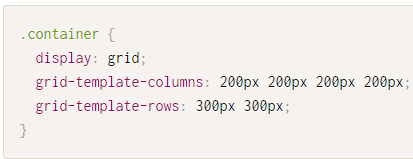 .container {
  display: grid;
  grid-template-columns: 200px 200px 200px 200px;
  grid-template-rows: 300px 300px;
}